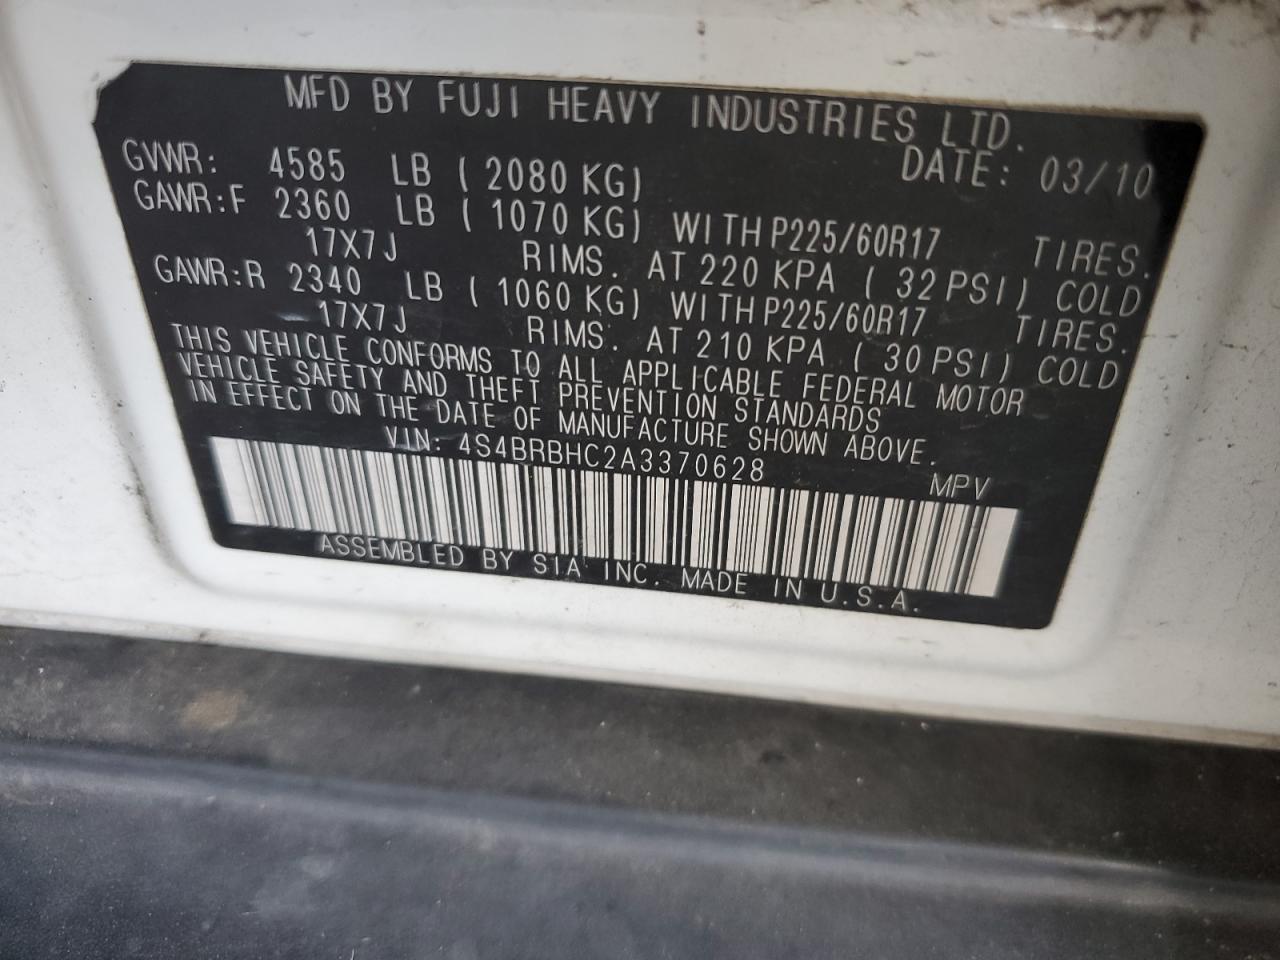 MFD BY FUJI HEAVY INDUSTRIES LTD.
DATE: 03/10
GVWR: 4585 LB ( 2080 KG)
GAWR:F 2360 LB ( 1070 KG) WITH P225/60R17 TIRES.
17X7J RIMS. AT 220 KPA ( 32 PSI) COLD
GAWR:R 2340 LB ( 1060 KG) WITH P225/60R17 TIRES.
17X7J RIMS. AT 210 KPA ( 30 PSI) COLD
THIS VEHICLE CONFORMS TO ALL APPLICABLE FEDERAL MOTOR
VEHICLE SAFETY AND THEFT PREVENTION STANDARDS
IN EFFECT ON THE DATE OF MANUFACTURE SHOWN ABOVE.
VIN: 4S4BRBHC2A3370628 MPV
ASSEMBLED BY SIA INC. MADE IN U.S.A.